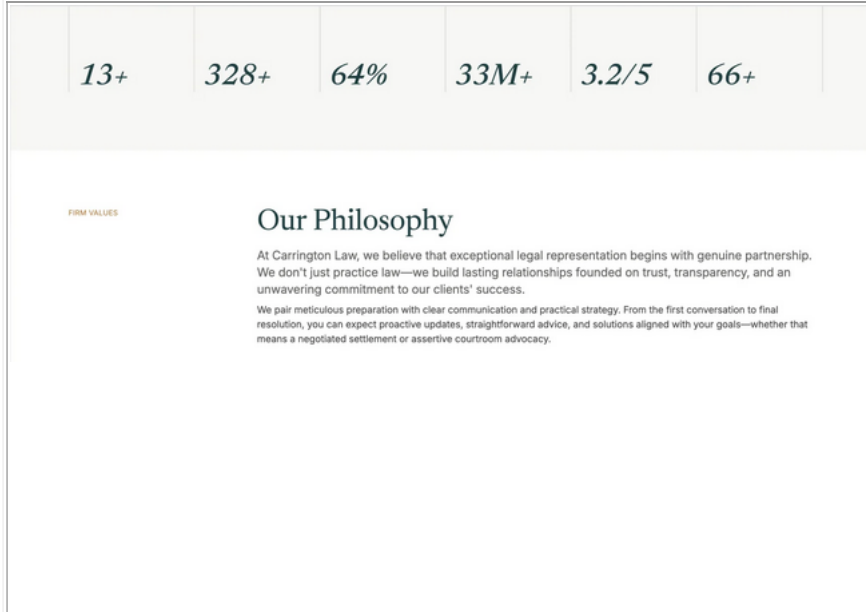 13+ 328+ 64% 33M+ 3.2/5 66+
FIRM VALUES
Our Philosophy
At Carrington Law, we believe that exceptional legal representation begins with genuine partnership.
We don't just practice law—we build lasting relationships founded on trust, transparency, and an
unwavering commitment to our clients' success.
We pair meticulous preparation with clear communication and practical strategy. From the first conversation to final
resolution, you can expect proactive updates, straightforward advice, and solutions aligned with your goals—whether that
means a negotiated settlement or assertive courtroom advocacy.